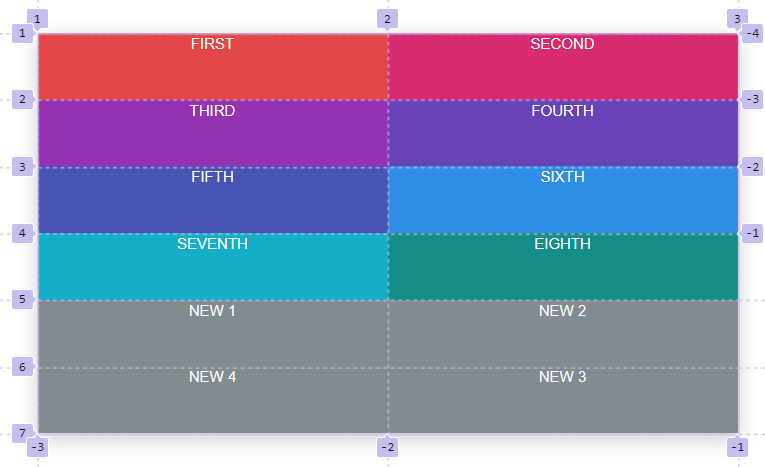 1 2 3
1 FIRST SECOND -4
2 THIRD FOURTH -3
3 FIFTH SIXTH -2
4 SEVENTH EIGHTH -1
5 NEW 1 NEW 2
6 NEW 4 NEW 3
7
-3 -2 -1